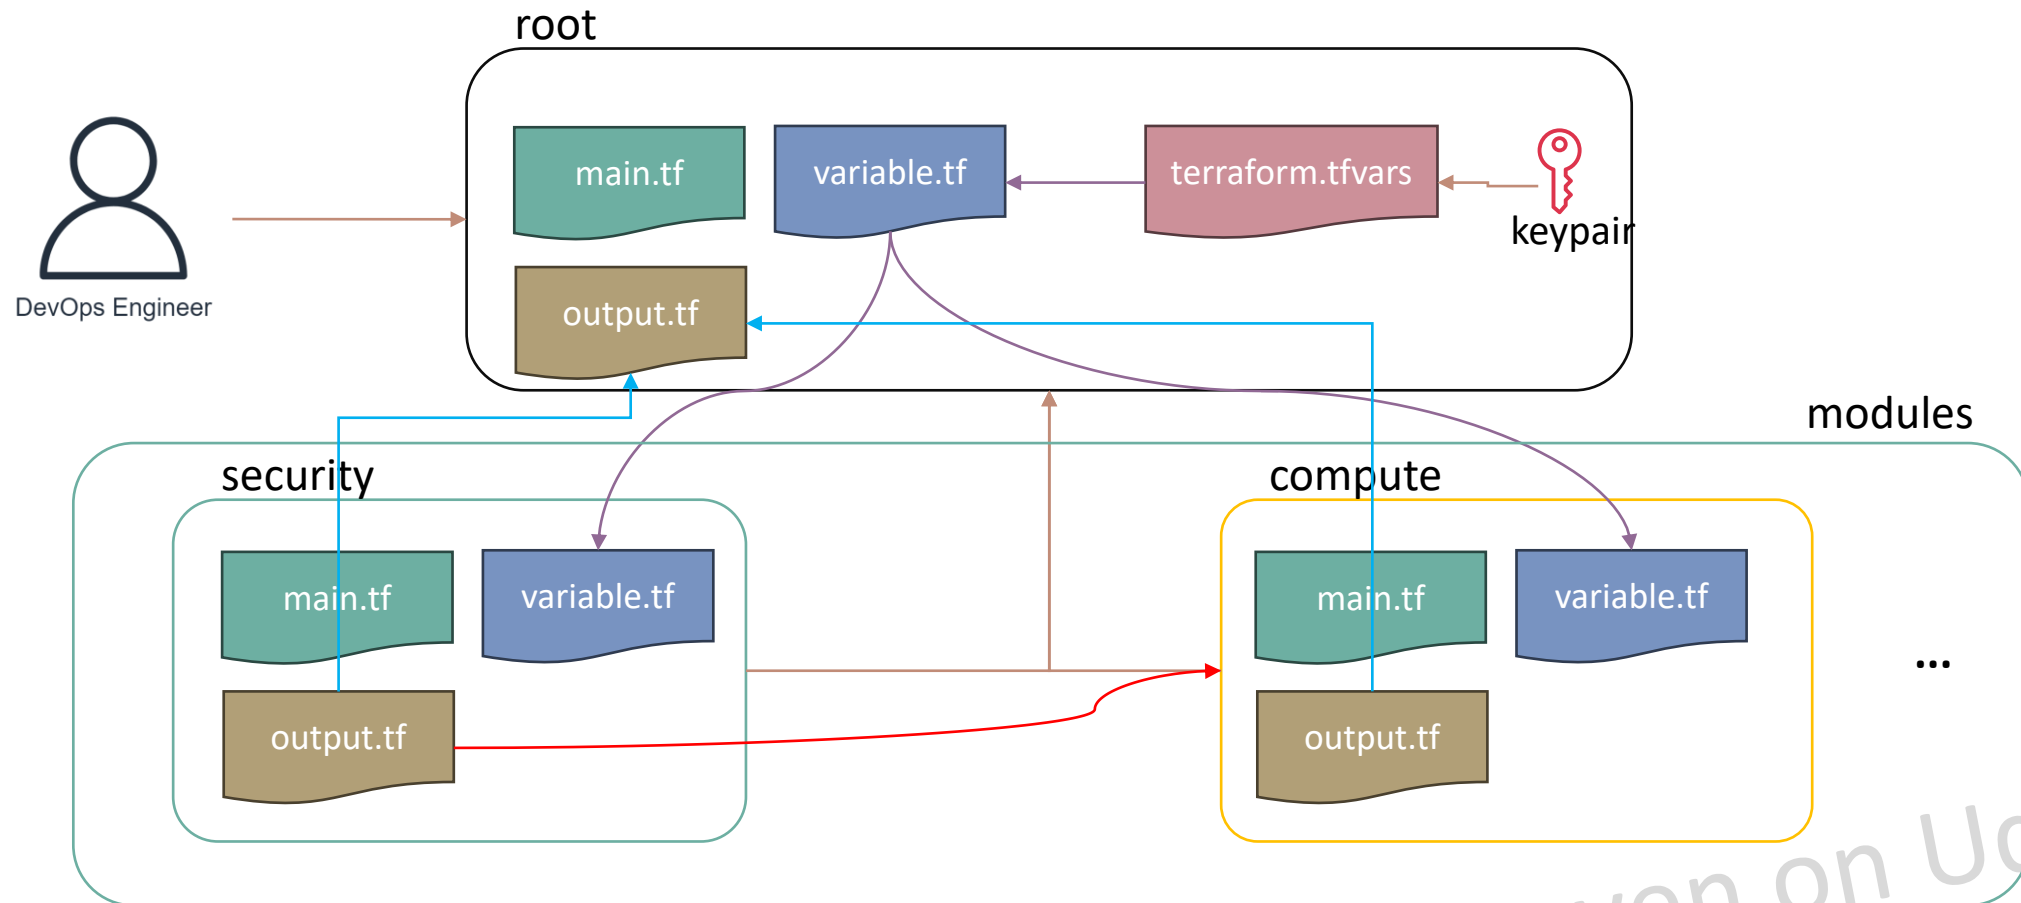 root
main.tf
variable.tf
terraform.tfvars
keypair
DevOps Engineer
output.tf
modules
security
compute
main.tf
variable.tf
main.tf
variable.tf
...
output.tf
output.tf
on